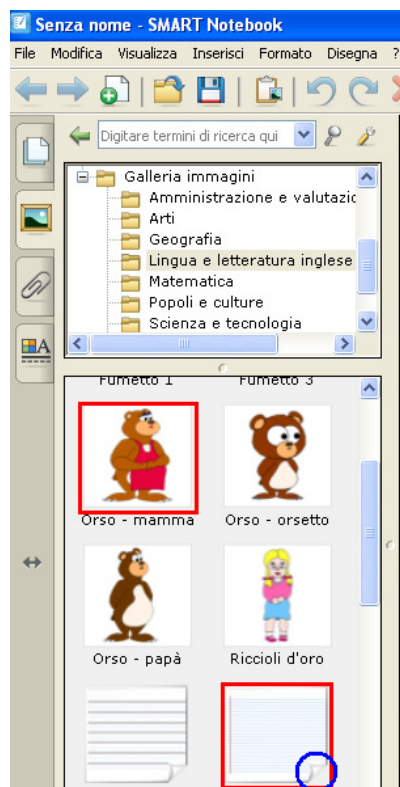 Senza nome - SMART Notebook
File Modifica Visualizza Inserisci Formato Disegna ?
Digitare termini di ricerca qui
Galleria immagini
Amministrazione e valutazic
Arti
Geografia
Lingua e letteratura inglese
Matematica
Popoli e culture
Scienza e tecnologia
A
Fumetto 1 Fumetto 3
Orso - mamma Orso - orsetto
Orso - papà Riccioli d'oro